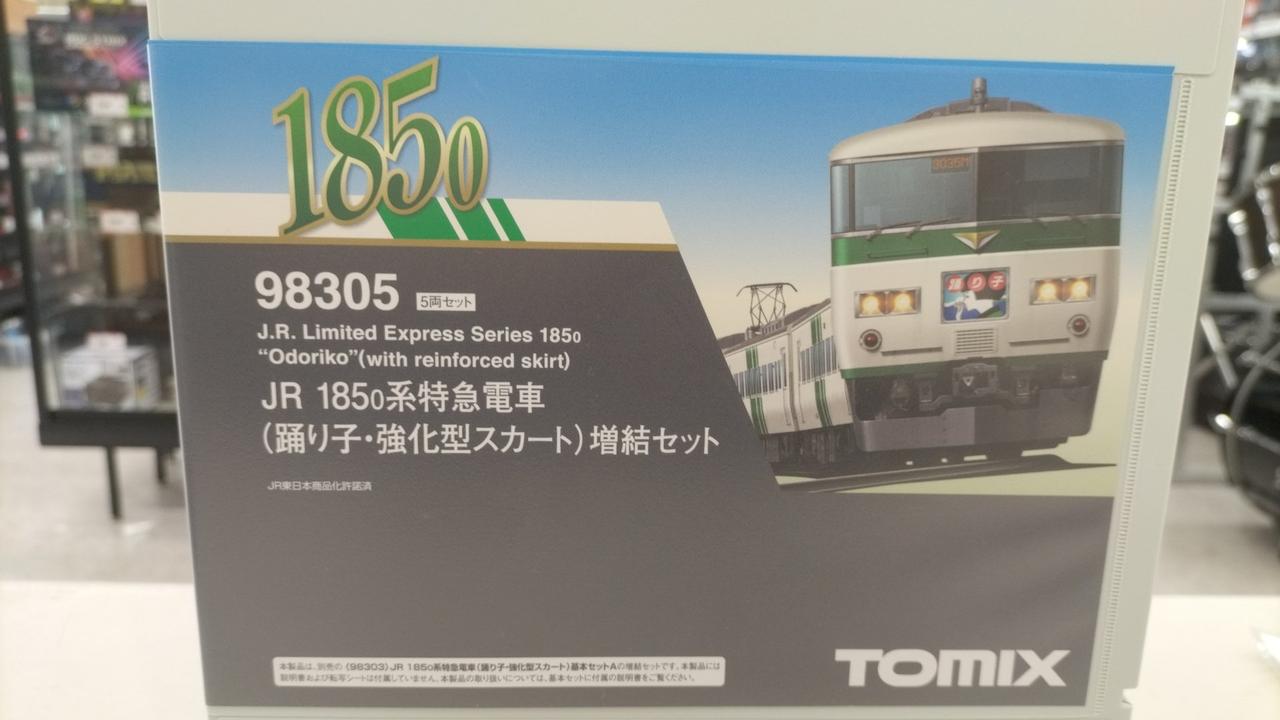 1850
98305 5両セット
J.R. Limited Express Series 1850
“Odoriko”(with reinforced skirt)
JR 1850系特急電車
(踊り子・強化型スカート)増結セット
JR東日本商品化許諾済
3035M
踊り子
本製品は、別売の〈98303〉JR 1850系特急電車(踊り子・強化型スカート)基本セットAの増結セットです。本製品には
説明書および転写シートは付属していません。本製品の取り扱いについては、基本セットに付属の説明書をご覧ください。
TOMIX